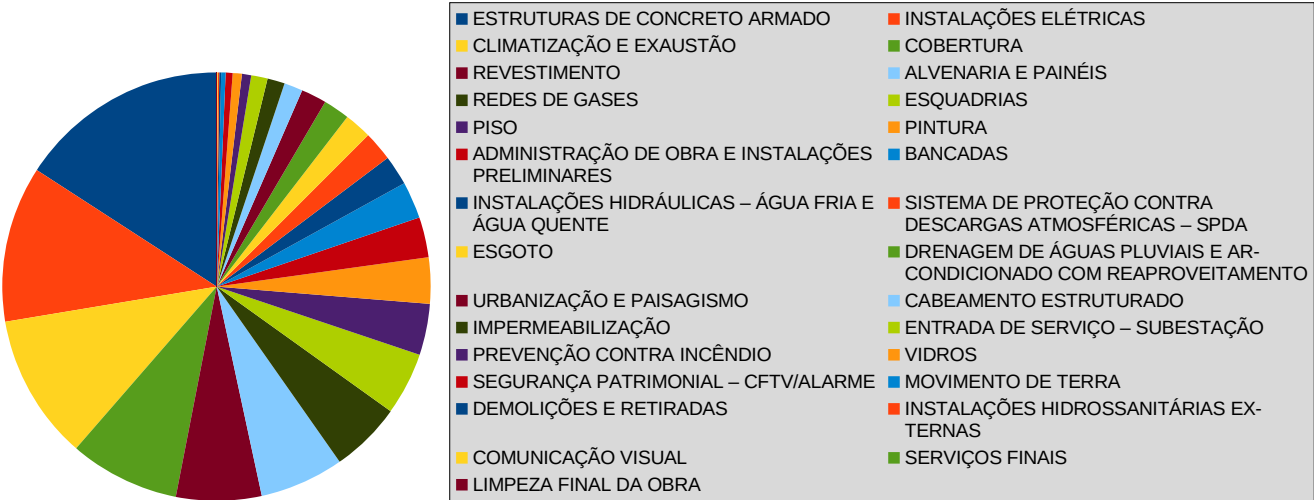 ESTRUTURAS DE CONCRETO ARMADO
INSTALAÇÕES ELÉTRICAS
CLIMATIZAÇÃO E EXAUSTÃO
COBERTURA
REVESTIMENTO
ALVENARIA E PAINÉIS
REDES DE GASES
ESQUADRIAS
PISO
PINTURA
ADMINISTRAÇÃO DE OBRA E INSTALAÇÕES
PRELIMINARES
BANCADAS
INSTALAÇÕES HIDRÁULICAS – ÁGUA FRIA E
ÁGUA QUENTE
SISTEMA DE PROTEÇÃO CONTRA
DESCARGAS ATMOSFÉRICAS – SPDA
ESGOTO
DRENAGEM DE ÁGUAS PLUVIAIS E AR-
CONDICIONADO COM REAPROVEITAMENTO
URBANIZAÇÃO E PAISAGISMO
CABEAMENTO ESTRUTURADO
IMPERMEABILIZAÇÃO
ENTRADA DE SERVIÇO – SUBESTAÇÃO
PREVENÇÃO CONTRA INCÊNDIO
VIDROS
SEGURANÇA PATRIMONIAL – CFTV/ALARME
MOVIMENTO DE TERRA
DEMOLIÇÕES E RETIRADAS
INSTALAÇÕES HIDROSSANITÁRIAS EX-
TERNAS
COMUNICAÇÃO VISUAL
SERVIÇOS FINAIS
LIMPEZA FINAL DA OBRA